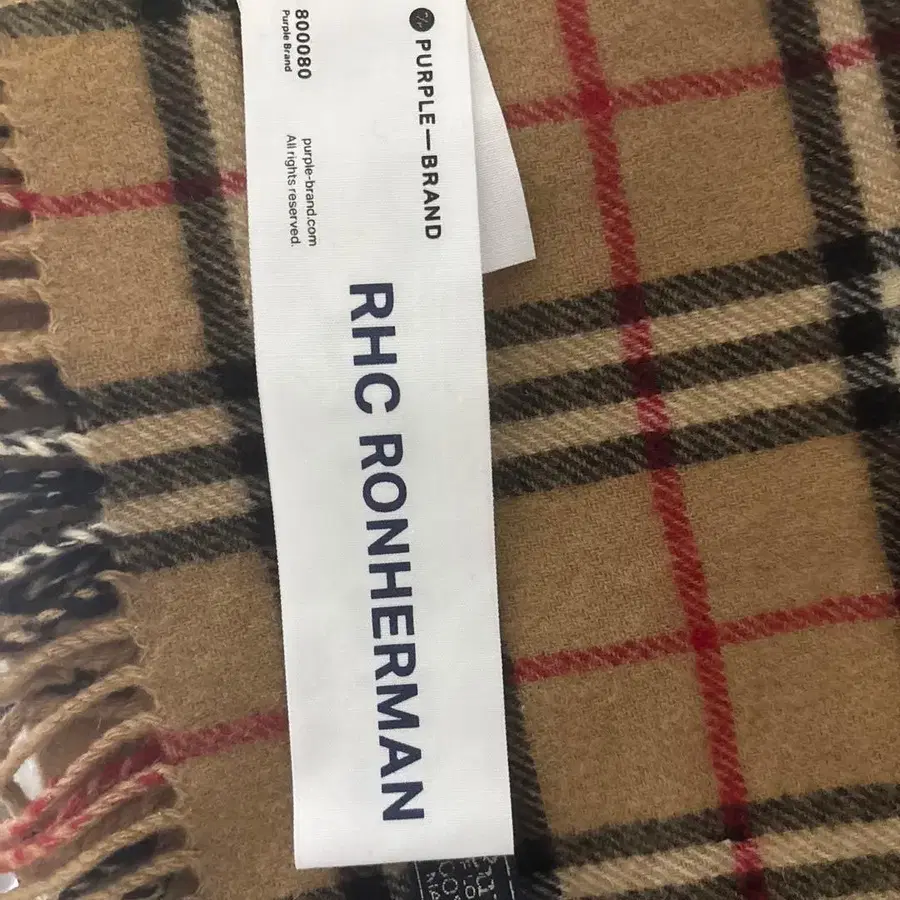 PURPLE—BRAND
800080
Purple Brand
purple-brand.com
All rights reserved.
RHC RONHERMAN